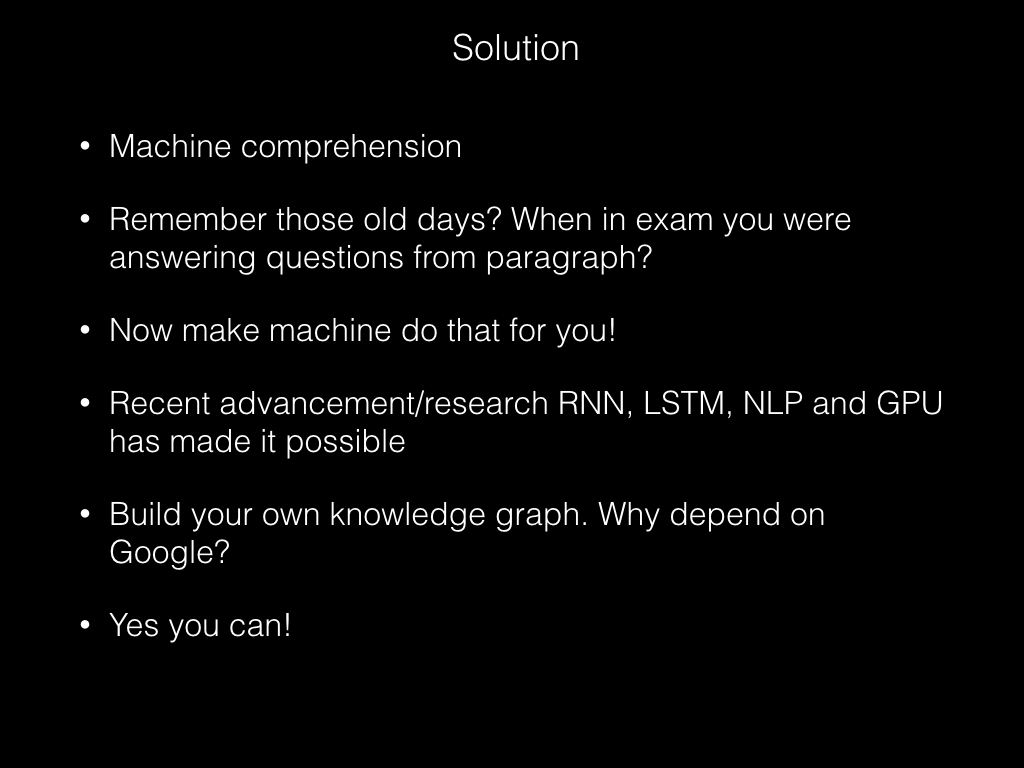 Solution
• Machine comprehension
• Remember those old days? When in exam you were
answering questions from paragraph?
• Now make machine do that for you!
• Recent advancement/research RNN, LSTM, NLP and GPU
has made it possible
• Build your own knowledge graph. Why depend on
Google?
• Yes you can!